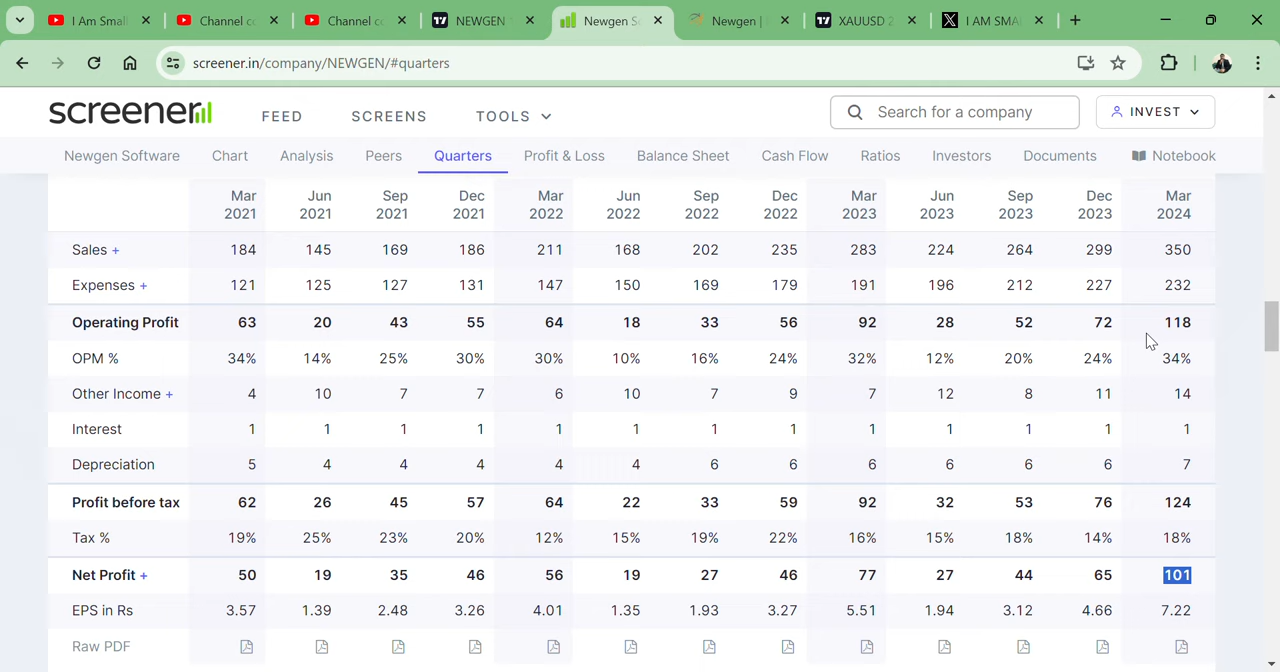 I Am Small
Channel co
Channel co
NEWGEN
Newgen So
Newgen |
XAUUSD 2
I AM SMA
screener.in/company/NEWGEN/#quarters
screener
FEED
SCREENS
TOOLS
Search for a company
INVEST
Newgen Software Chart Analysis Peers Quarters Profit & Loss Balance Sheet Cash Flow Ratios Investors Documents Notebook
Mar Jun Sep Dec Mar Jun Sep Dec Mar Jun Sep Dec Mar
2021 2021 2021 2021 2022 2022 2022 2022 2023 2023 2023 2023 2024
Sales + 184 145 169 186 211 168 202 235 283 224 264 299 350
Expenses + 121 125 127 131 147 150 169 179 191 196 212 227 232
Operating Profit 63 20 43 55 64 18 33 56 92 28 52 72 118
OPM % 34% 14% 25% 30% 30% 10% 16% 24% 32% 12% 20% 24% 34%
Other Income + 4 10 7 7 6 10 7 9 7 12 8 11 14
Interest 1 1 1 1 1 1 1 1 1 1 1 1 1
Depreciation 5 4 4 4 4 4 6 6 6 6 6 6 7
Profit before tax 62 26 45 57 64 22 33 59 92 32 53 76 124
Tax % 19% 25% 23% 20% 12% 15% 19% 22% 16% 15% 18% 14% 18%
Net Profit + 50 19 35 46 56 19 27 46 77 27 44 65 101
EPS in Rs 3.57 1.39 2.48 3.26 4.01 1.35 1.93 3.27 5.51 1.94 3.12 4.66 7.22
Raw PDF